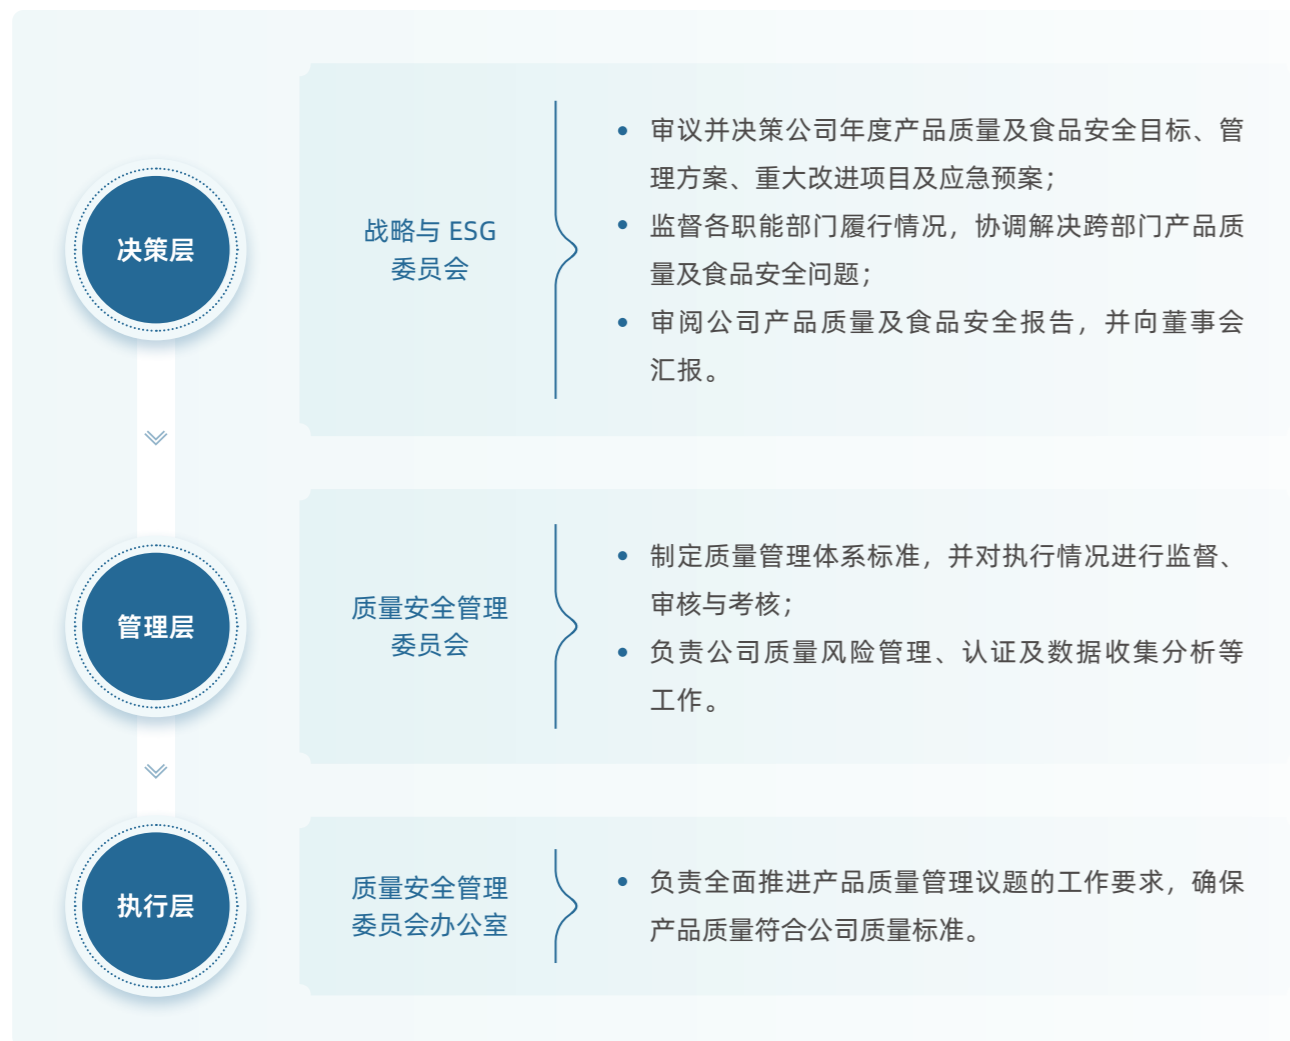 决策层
战略与 ESG
委员会
审议并决策公司年度产品质量及食品安全目标、管
理方案、重大改进项目及应急预案；
监督各职能部门履行情况，协调解决跨部门产品质
量及食品安全问题；
审阅公司产品质量及食品安全报告，并向董事会
汇报。
管理层
质量安全管理
委员会
制定质量管理体系标准，并对执行情况进行监督、
审核与考核；
负责公司质量风险管理、认证及数据收集分析等
工作。
执行层
质量安全管理
委员会办公室
负责全面推进产品质量管理议题的工作要求，确保
产品质量符合公司质量标准。